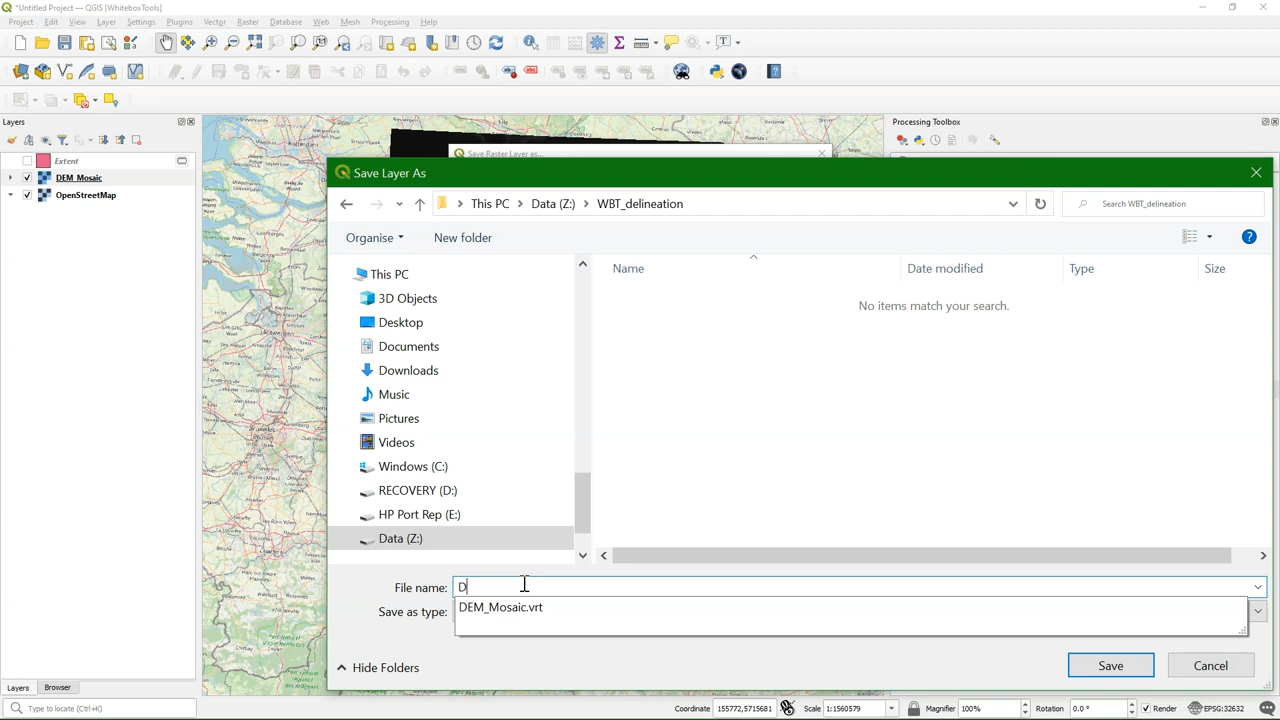 *Untitled Project — QGIS [WhiteboxTools]
Project Edit View Layer Settings Plugins Vector Raster Database Web Mesh Processing Help
Layers
Processing Toolbox
Extent
DEM_Mosaic
OpenStreetMap
Save Raster Layer as...
Save Layer As
This PC > Data (Z:) > WBT_delineation
Search WBT_delineation
Organise
New folder
Name
Date modified
Type
Size
No items match your search.
This PC
3D Objects
Desktop
Documents
Downloads
Music
Pictures
Videos
Windows (C:)
RECOVERY (D:)
HP Port Rep (E:)
Data (Z:)
File name: D
DEM_Mosaic.vrt
Save as type:
Hide Folders
Save
Cancel
Layers Browser
Type to locate (Ctrl+K)
Coordinate 155772,5715681 Scale 1:1560579 Magnifier 100% Rotation 0.0 ° Render EPSG:32632